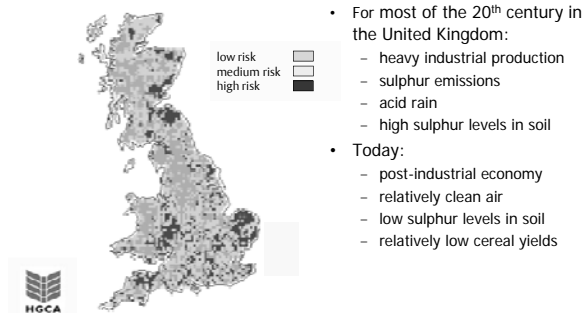 low risk
medium risk
high risk
HGCA
• For most of the 20th century in
the United Kingdom:
– heavy industrial production
– sulphur emissions
– acid rain
– high sulphur levels in soil
• Today:
– post-industrial economy
– relatively clean air
– low sulphur levels in soil
– relatively low cereal yields